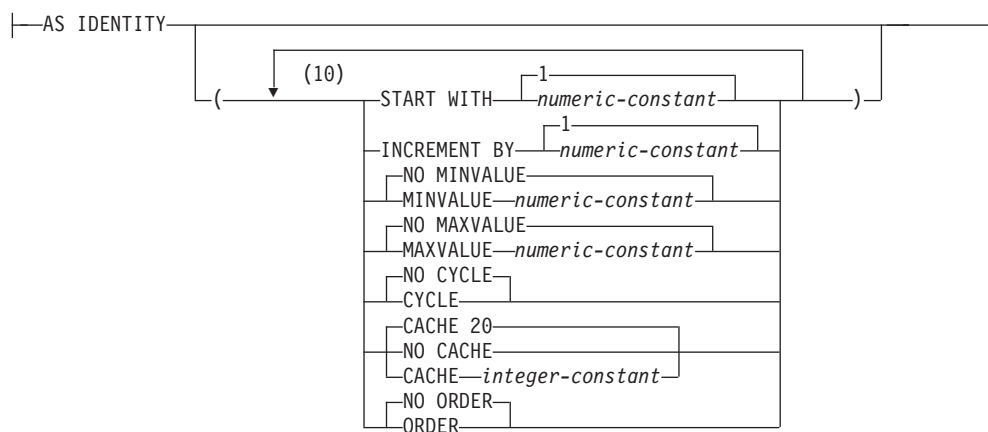 AS IDENTITY
(10)
1
( START WITH numeric-constant )
1
INCREMENT BY numeric-constant
NO MINVALUE
MINVALUE numeric-constant
NO MAXVALUE
MAXVALUE numeric-constant
NO CYCLE
CYCLE
CACHE 20
NO CACHE
CACHE integer-constant
NO ORDER
ORDER